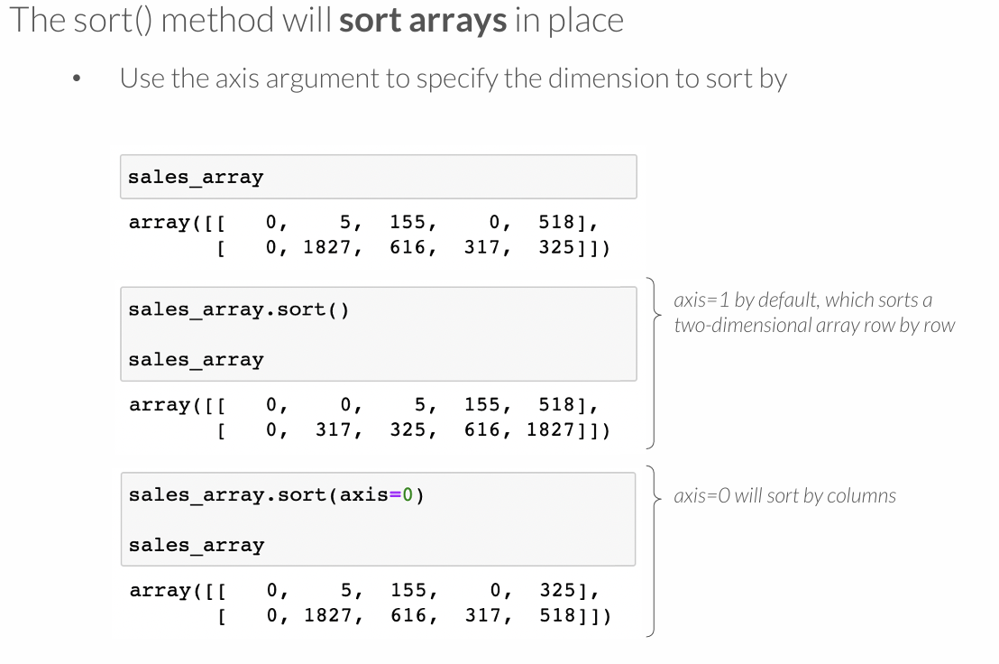 The sort() method will sort arrays in place
• Use the axis argument to specify the dimension to sort by
sales_array
array([[   0,    5,  155,    0,  518],
       [   0, 1827,  616,  317,  325]])
sales_array.sort()
sales_array
axis=1 by default, which sorts a
two-dimensional array row by row
array([[   0,    0,    5,  155,  518],
       [   0,  317,  325,  616, 1827]])
sales_array.sort(axis=0)
sales_array
axis=0 will sort by columns
array([[   0,    5,  155,    0,  325],
       [   0, 1827,  616,  317,  518]])